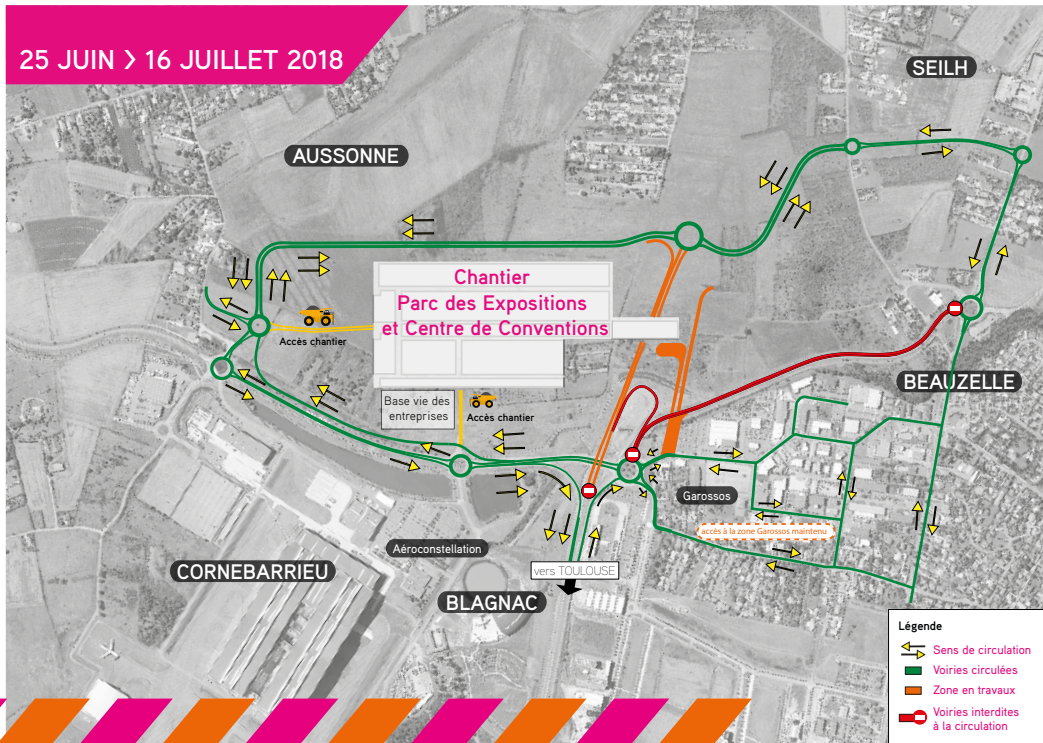 25 JUIN > 16 JUILLET 2018
SEILH
AUSSONNE
Chantier
Parc des Expositions
et Centre de Conventions
Accès chantier
Base vie des
entreprises
Accès chantier
BEAUZELLE
Garossos
accès à la zone Garossos maintenu
Aéroconstellation
CORNEBARRIEU
vers TOULOUSE
BLAGNAC
Légende
Sens de circulation
Voiries circulées
Zone en travaux
Voiries interdites
à la circulation